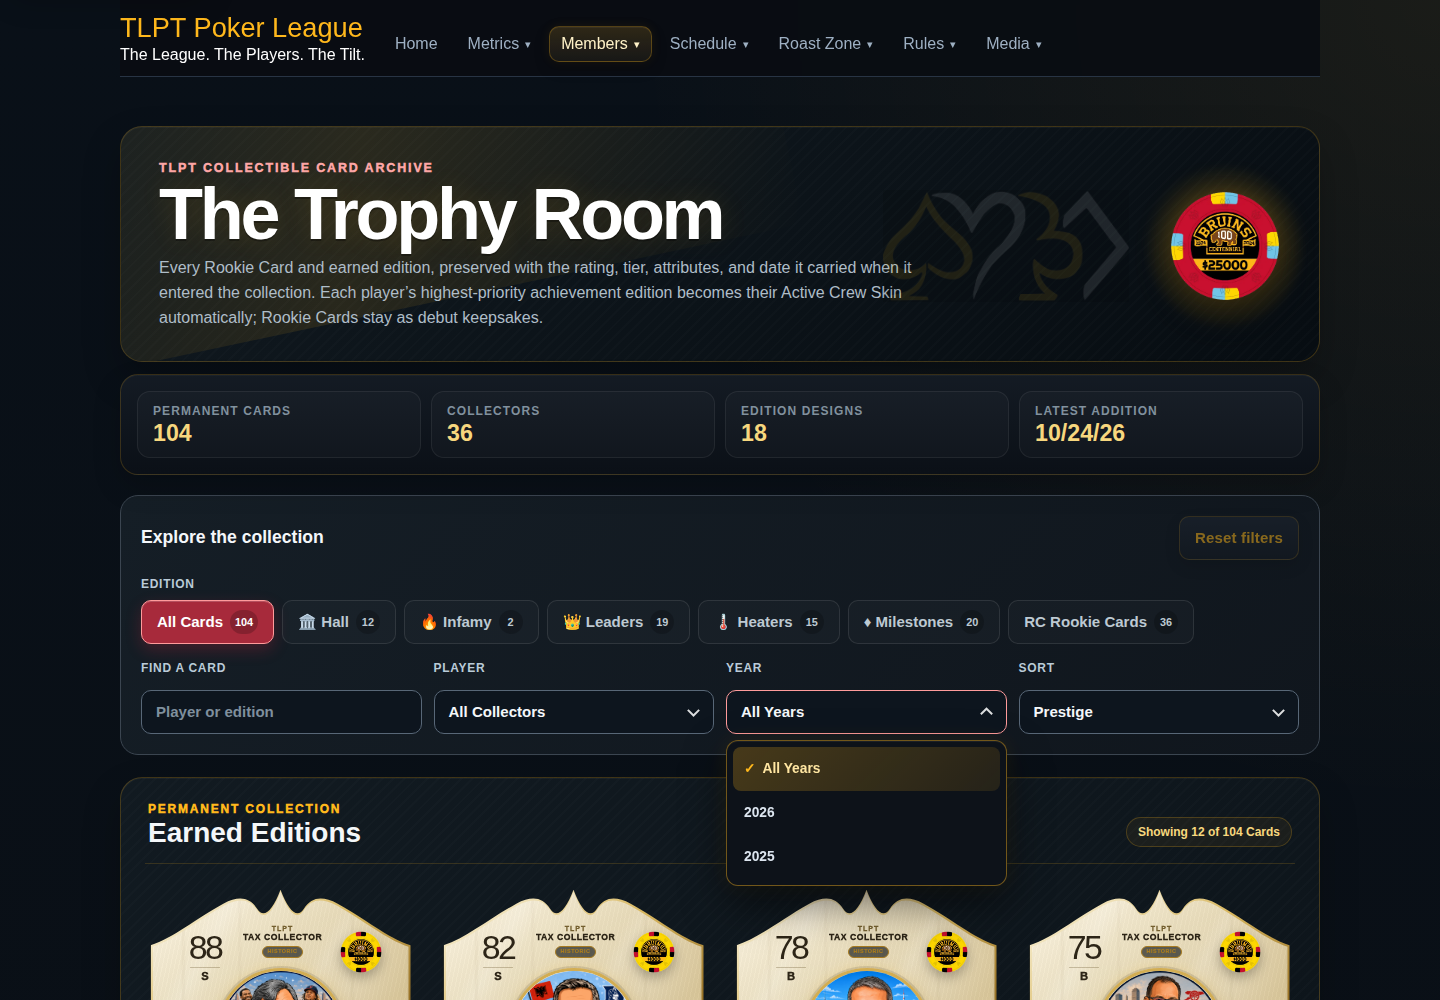 TLPT Poker League
The League. The Players. The Tilt.
Home Metrics ▾ Members ▾ Schedule ▾ Roast Zone ▾ Rules ▾ Media ▾
TLPT COLLECTIBLE CARD ARCHIVE
The Trophy Room
Every Rookie Card and earned edition, preserved with the rating, tier, attributes, and date it carried when it
entered the collection. Each player’s highest-priority achievement edition becomes their Active Crew Skin
automatically; Rookie Cards stay as debut keepsakes.
BRUINS
100
CENTENNIAL
$25000
PERMANENT CARDS
104
COLLECTORS
36
EDITION DESIGNS
18
LATEST ADDITION
10/24/26
Explore the collection
Reset filters
EDITION
All Cards 104
🏛️ Hall 12
🔥 Infamy 2
👑 Leaders 19
🌡️ Heaters 15
♦ Milestones 20
RC Rookie Cards 36
FIND A CARD
Player or edition
PLAYER
All Collectors
YEAR
All Years
SORT
Prestige
✓ All Years
2026
2025
PERMANENT COLLECTION
Earned Editions
Showing 12 of 104 Cards
88
S
TLPT
TAX COLLECTOR
HISTORIC
82
S
TLPT
TAX COLLECTOR
HISTORIC
78
B
TLPT
TAX COLLECTOR
HISTORIC
75
B
TLPT
TAX COLLECTOR
HISTORIC